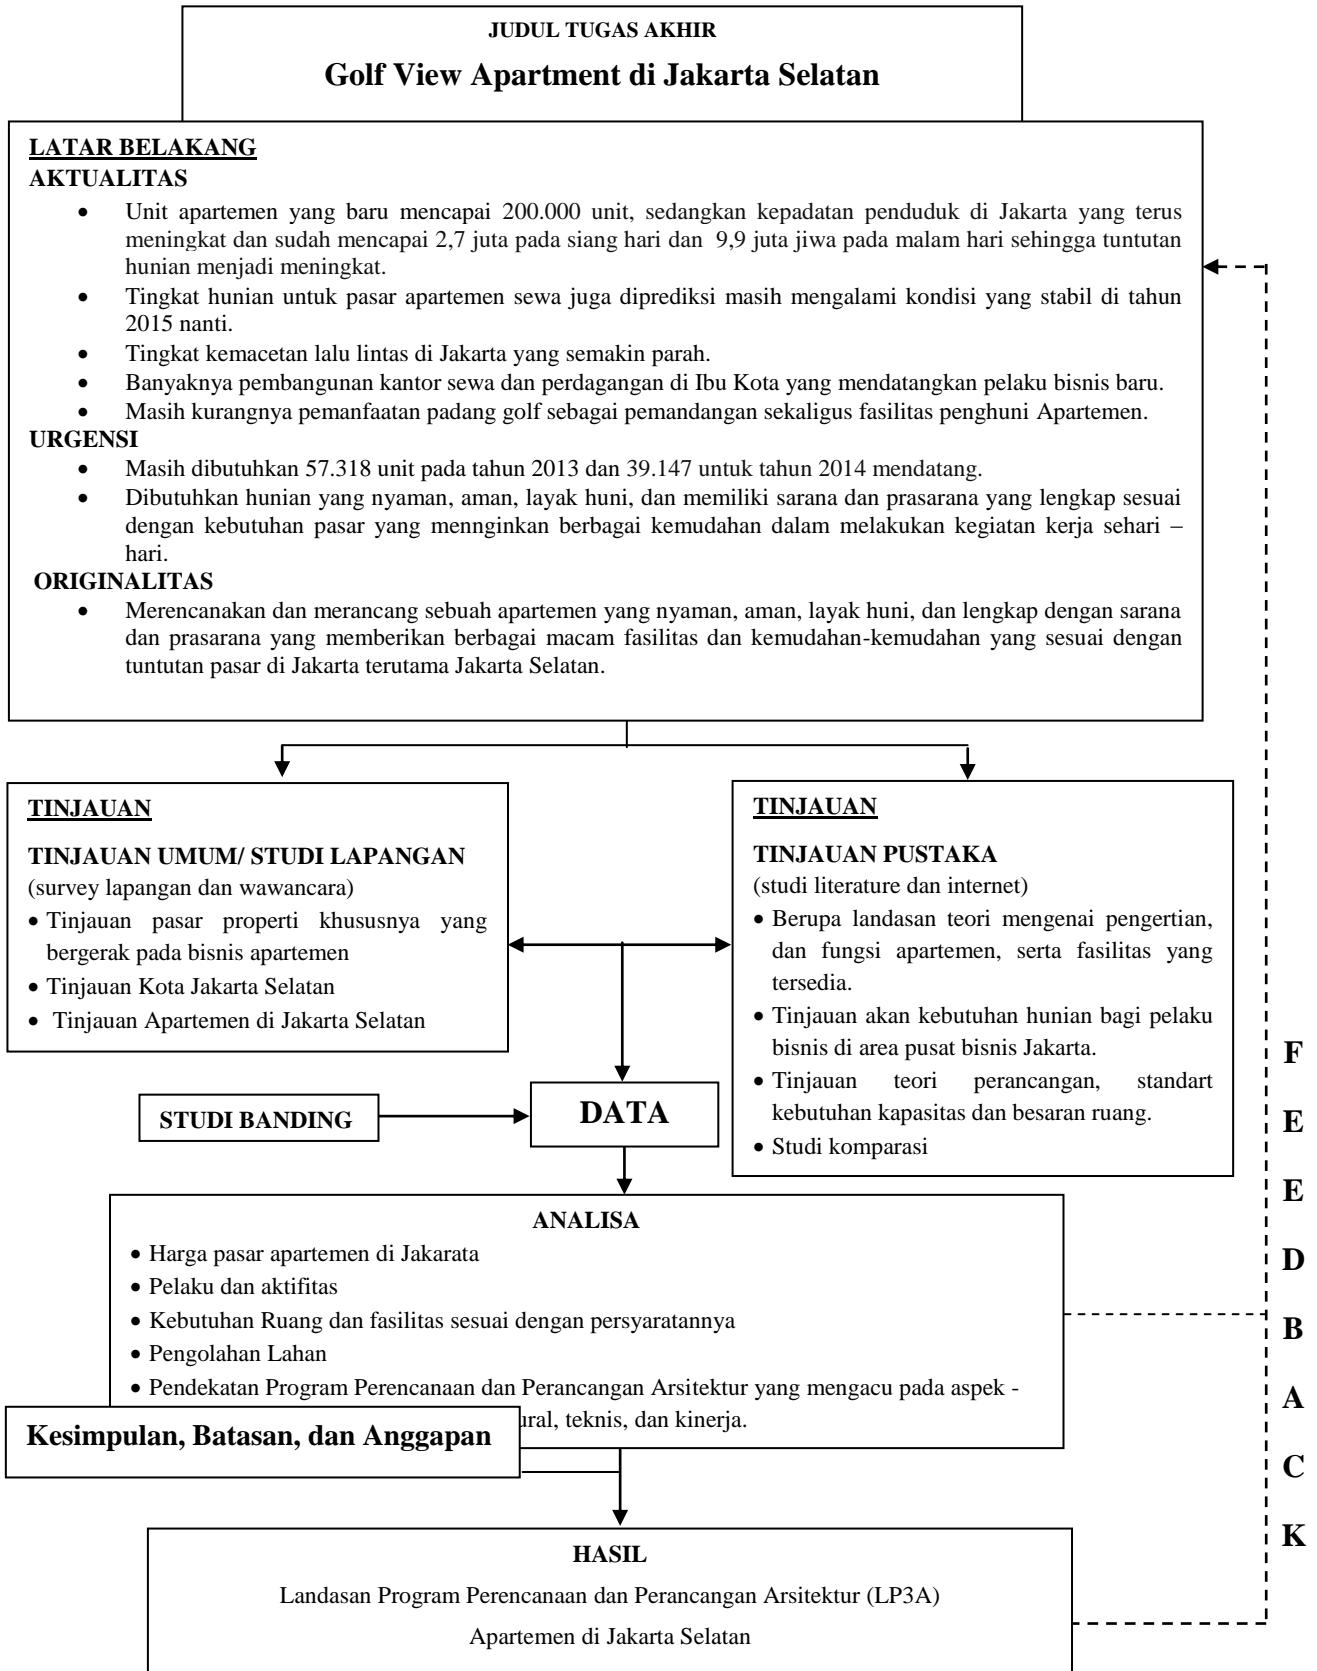 JUDUL TUGAS AKHIR
Golf View Apartment di Jakarta Selatan
LATAR BELAKANG
AKTUALITAS
• Unit apartemen yang baru mencapai 200.000 unit, sedangkan kepadatan penduduk di Jakarta yang terus
meningkat dan sudah mencapai 2,7 juta pada siang hari dan 9,9 juta jiwa pada malam hari sehingga tuntutan
hunian menjadi meningkat.
• Tingkat hunian untuk pasar apartemen sewa juga diprediksi masih mengalami kondisi yang stabil di tahun
2015 nanti.
• Tingkat kemacetan lalu lintas di Jakarta yang semakin parah.
• Banyaknya pembangunan kantor sewa dan perdagangan di Ibu Kota yang mendatangkan pelaku bisnis baru.
• Masih kurangnya pemanfaatan padang golf sebagai pemandangan sekaligus fasilitas penghuni Apartemen.
URGENSI
• Masih dibutuhkan 57.318 unit pada tahun 2013 dan 39.147 untuk tahun 2014 mendatang.
• Dibutuhkan hunian yang nyaman, aman, layak huni, dan memiliki sarana dan prasarana yang lengkap sesuai
dengan kebutuhan pasar yang mennginkan berbagai kemudahan dalam melakukan kegiatan kerja sehari –
hari.
ORIGINALITAS
• Merencanakan dan merancang sebuah apartemen yang nyaman, aman, layak huni, dan lengkap dengan sarana
dan prasarana yang memberikan berbagai macam fasilitas dan kemudahan-kemudahan yang sesuai dengan
tuntutan pasar di Jakarta terutama Jakarta Selatan.
TINJAUAN
TINJAUAN UMUM/ STUDI LAPANGAN
(survey lapangan dan wawancara)
• Tinjauan pasar properti khususnya yang
bergerak pada bisnis apartemen
• Tinjauan Kota Jakarta Selatan
• Tinjauan Apartemen di Jakarta Selatan
TINJAUAN
TINJAUAN PUSTAKA
(studi literature dan internet)
• Berupa landasan teori mengenai pengertian,
dan fungsi apartemen, serta fasilitas yang
tersedia.
• Tinjauan akan kebutuhan hunian bagi pelaku
bisnis di area pusat bisnis Jakarta.
• Tinjauan teori perancangan, standart
kebutuhan kapasitas dan besaran ruang.
• Studi komparasi
STUDI BANDING
DATA
ANALISA
• Harga pasar apartemen di Jakarata
• Pelaku dan aktifitas
• Kebutuhan Ruang dan fasilitas sesuai dengan persyaratannya
• Pengolahan Lahan
• Pendekatan Program Perencanaan dan Perancangan Arsitektur yang mengacu pada aspek -
ural, teknis, dan kinerja.
Kesimpulan, Batasan, dan Anggapan
HASIL
Landasan Program Perencanaan dan Perancangan Arsitektur (LP3A)
Apartemen di Jakarta Selatan
F
E
E
D
B
A
C
K